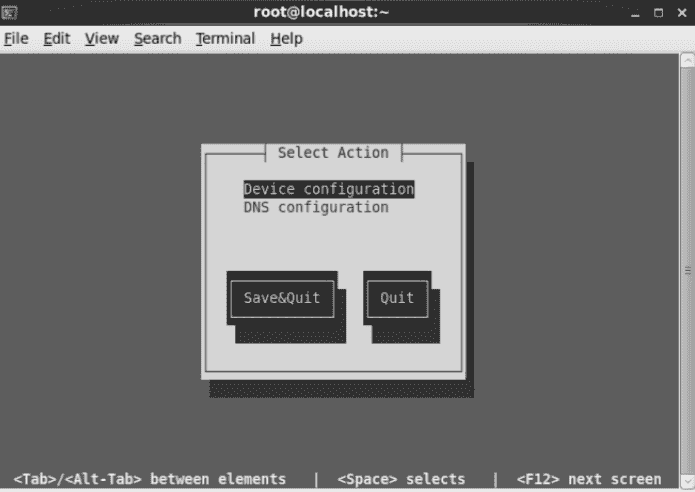 root@localhost:~
File Edit View Search Terminal Help
Select Action
Device configuration
DNS configuration
Save&Quit Quit
<Tab>/<Alt-Tab> between elements | <Space> selects | <F12> next screen